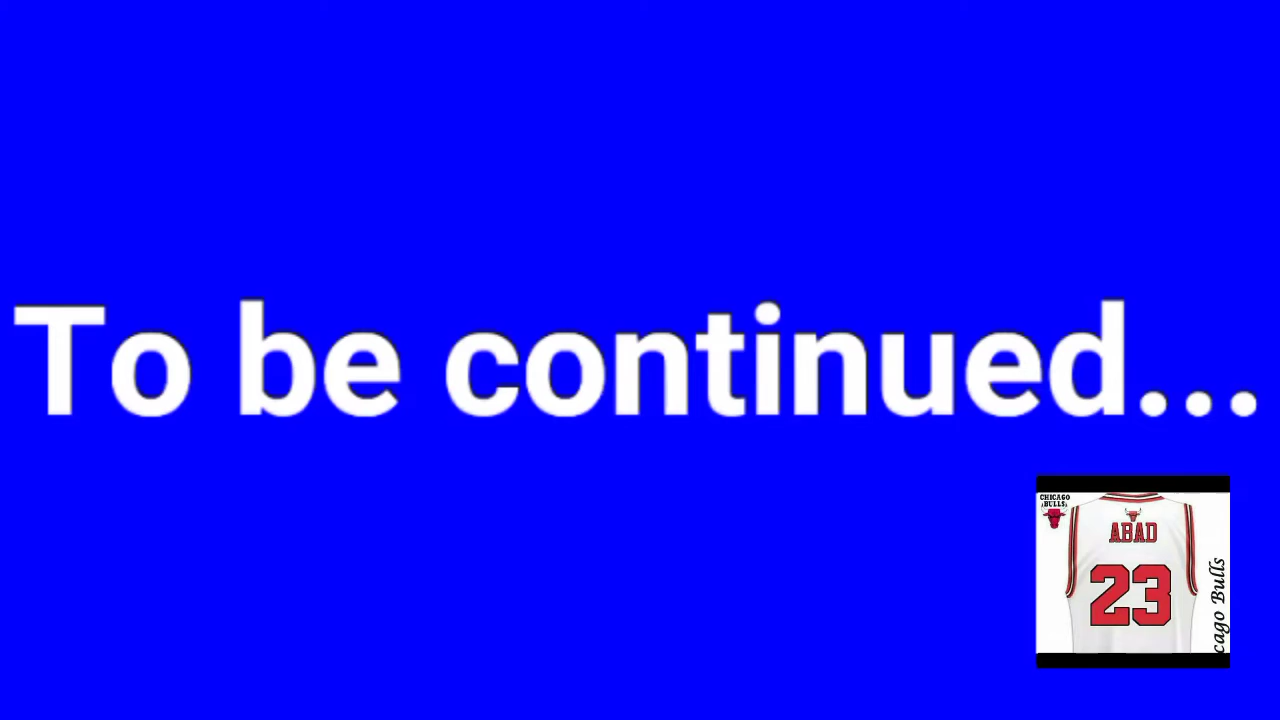 To be continued...
CHICAGO
BULLS
ABAD
23
cago Bulls